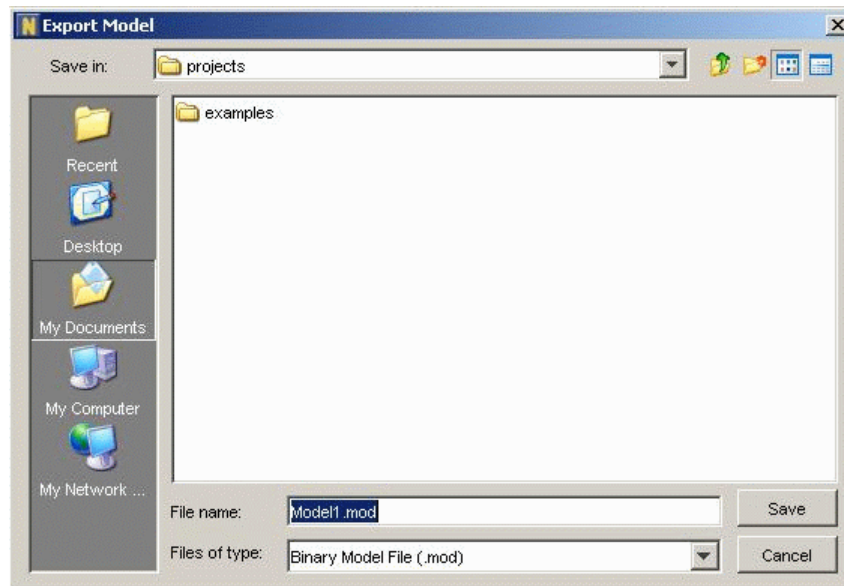 Export Model
Save in:
projects
examples
Recent
Desktop
My Documents
My Computer
My Network ...
File name:
Model1.mod
Save
Files of type:
Binary Model File (.mod)
Cancel